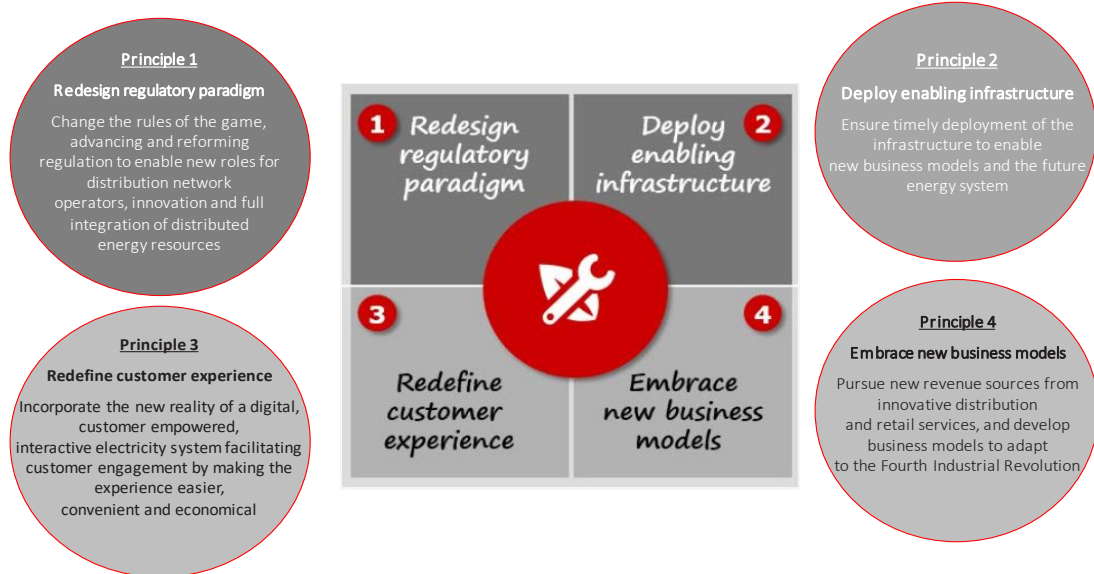 Principle 1
Redesign regulatory paradigm
Change the rules of the game,
advancing and reforming
regulation to enable new roles for
distribution network
operators, innovation and full
integration of distributed
energy resources
1
Redesign
regulatory
paradigm
Deploy
enabling
infrastructure
2
Principle 2
Deploy enabling infrastructure
Ensure timely deployment of the
infrastructure to enable
new business models and the future
energy system
Principle 3
Redefine customer experience
Incorporate the new reality of a digital,
customer empowered,
interactive electricity system facilitating
customer engagement by making the
experience easier,
convenient and economical
3
Redefine
customer
experience
4
Embrace
new business
models
Principle 4
Embrace new business models
Pursue new revenue sources from
innovative distribution
and retail services, and develop
business models to adapt
to the Fourth Industrial Revolution